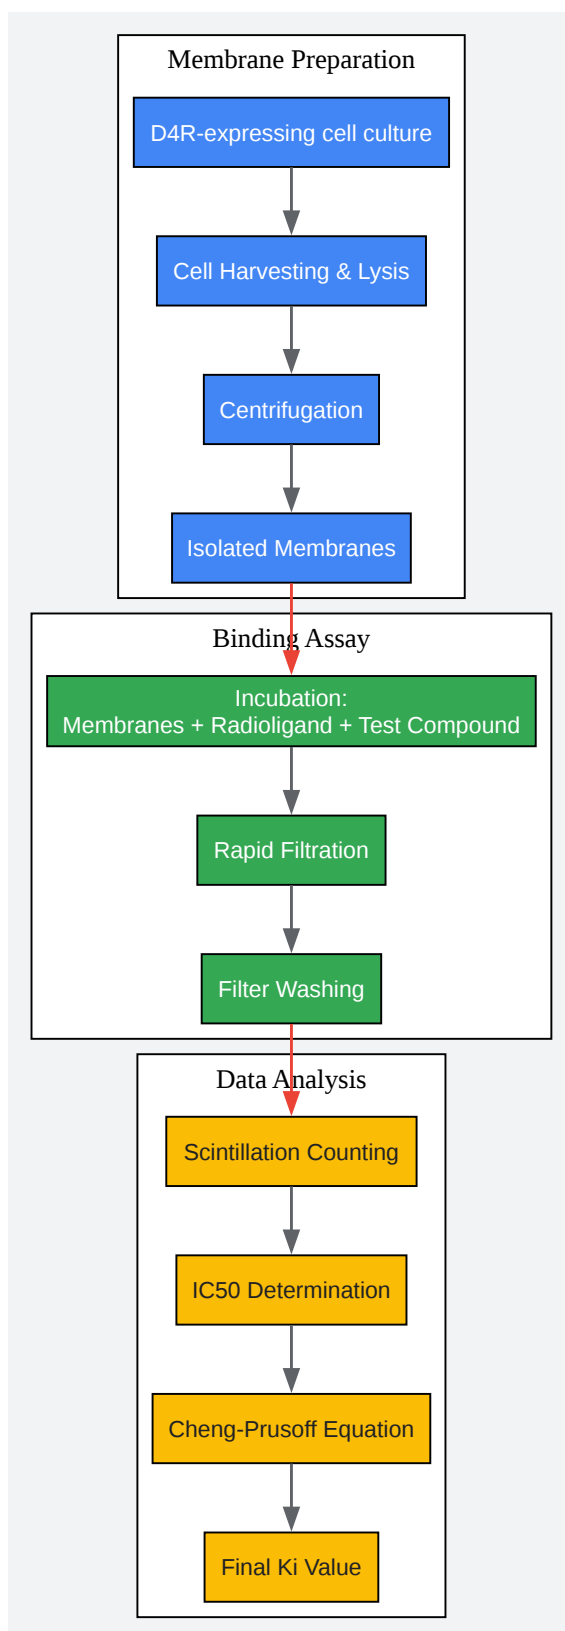 Membrane Preparation
D4R-expressing cell culture
Cell Harvesting & Lysis
Centrifugation
Isolated Membranes
Binding Assay
Incubation:
Membranes + Radioligand + Test Compound
Rapid Filtration
Filter Washing
Data Analysis
Scintillation Counting
IC50 Determination
Cheng-Prusoff Equation
Final Ki Value